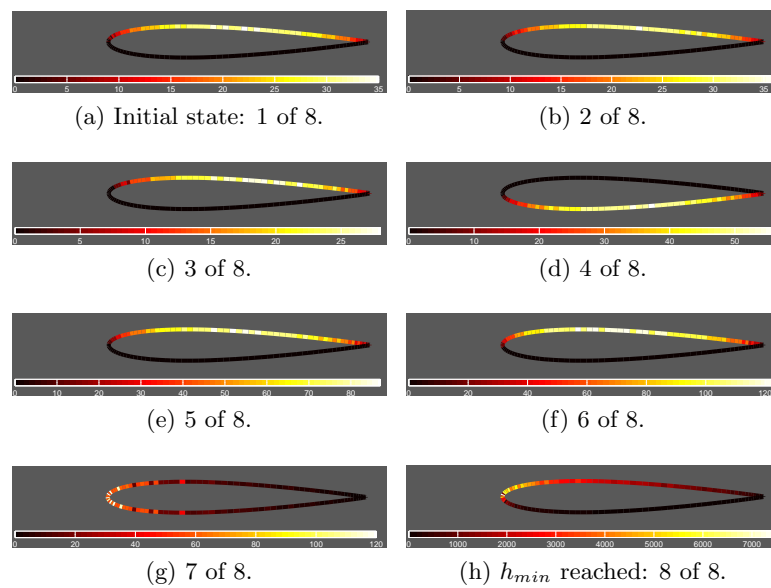 0 5 10 15 20 25 30 35
(a) Initial state: 1 of 8.
0 5 10 15 20 25 30 35
(b) 2 of 8.
0 5 10 15 20 25
(c) 3 of 8.
0 10 20 30 40 50
(d) 4 of 8.
0 10 20 30 40 50 60 70 80
(e) 5 of 8.
0 20 40 60 80 100 120
(f) 6 of 8.
0 20 40 60 80 100 120
(g) 7 of 8.
0 1000 2000 3000 4000 5000 6000 7000
(h) h_{min} reached: 8 of 8.